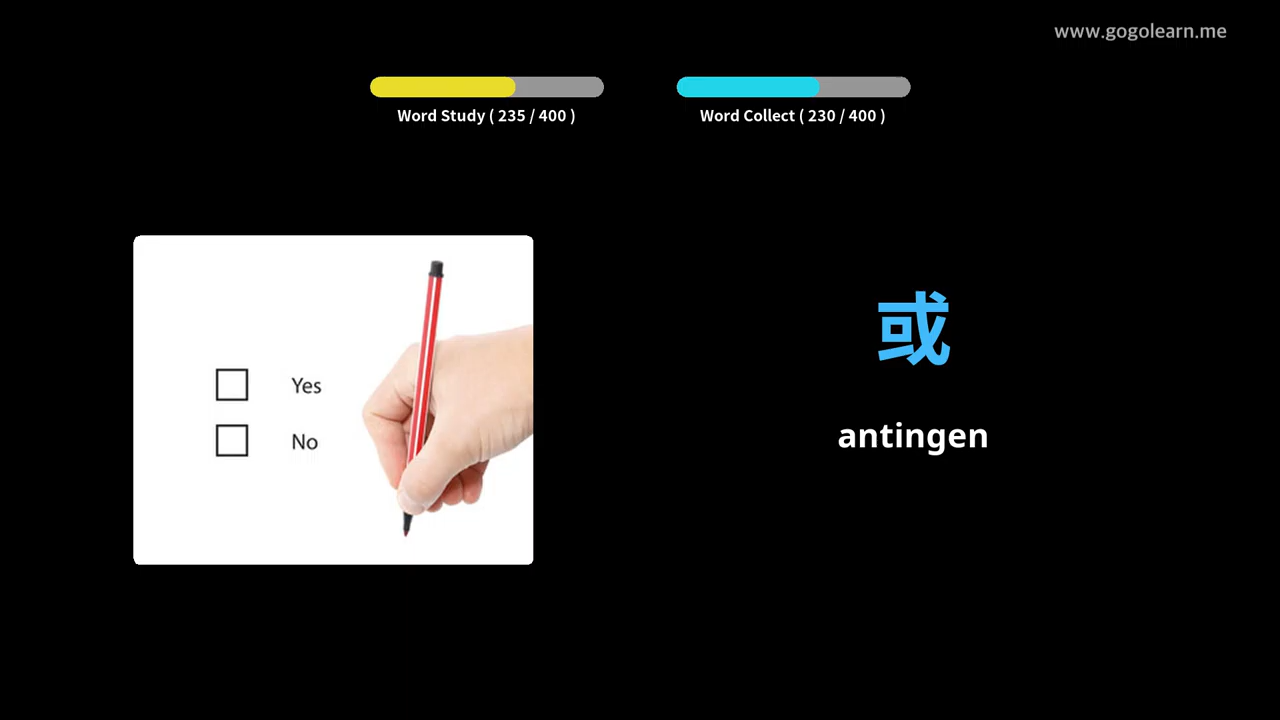 www.gogolearn.me
Word Study ( 235 / 400 )
Word Collect ( 230 / 400 )
Yes
No
或
antingen